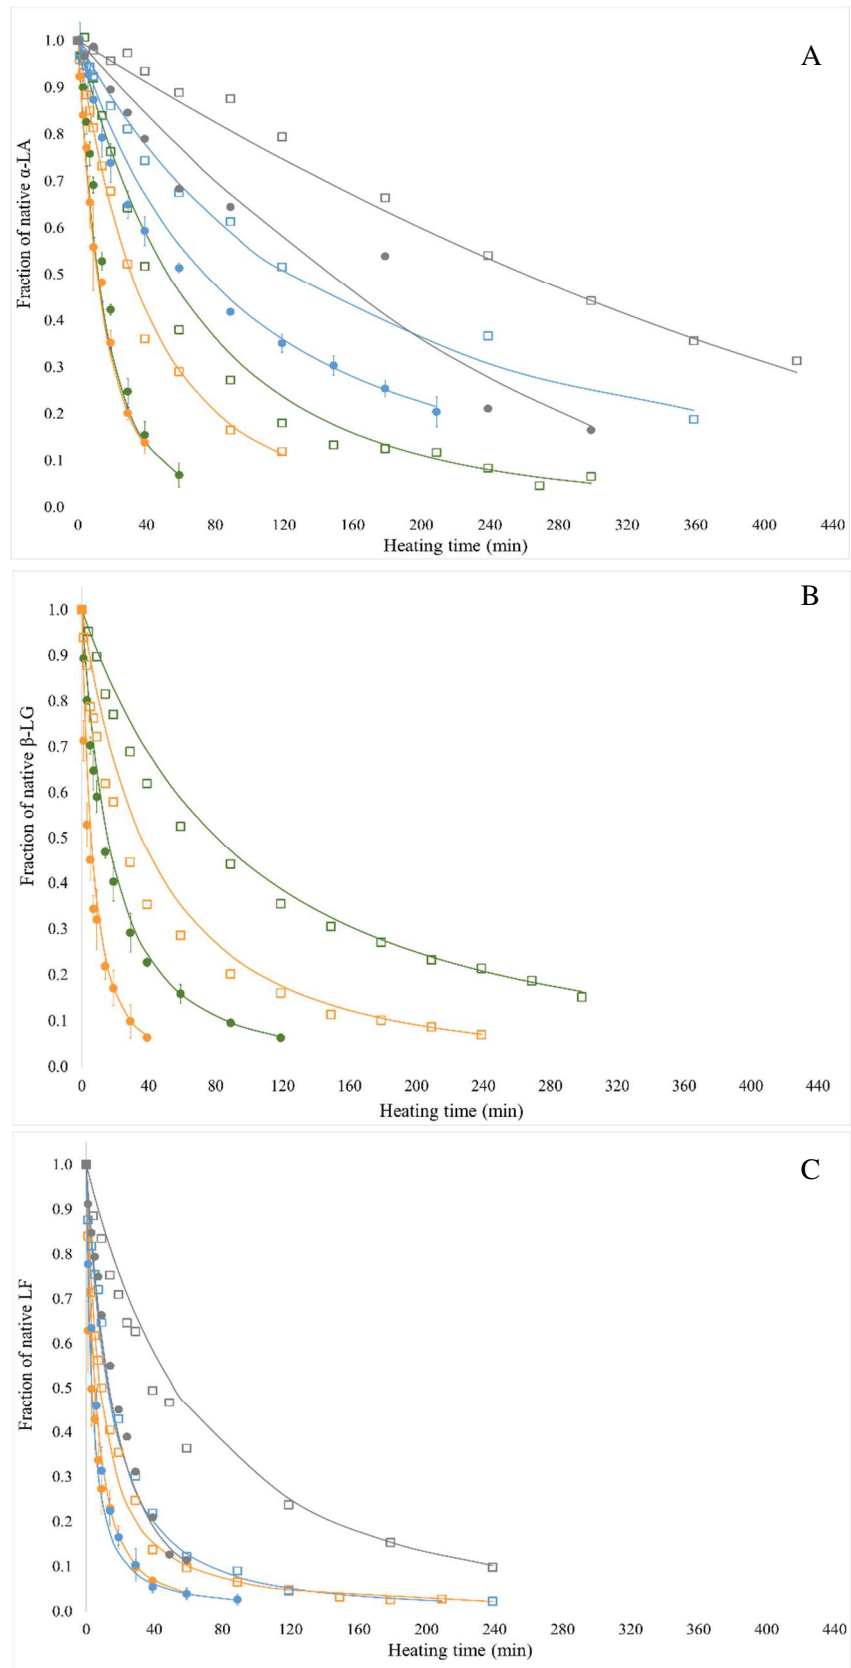 A
1.0
0.9
0.8
0.7
0.6
0.5
0.4
0.3
0.2
0.1
0.0
Fraction of native α-LA
0 40 80 120 160 200 240 280 320 360 400 440
Heating time (min)
B
1.0
0.9
0.8
0.7
0.6
0.5
0.4
0.3
0.2
0.1
0.0
Fraction of native β-LG
0 40 80 120 160 200 240 280 320 360 400 440
Heating time (min)
C
1.0
0.9
0.8
0.7
0.6
0.5
0.4
0.3
0.2
0.1
0.0
Fraction of native LF
0 40 80 120 160 200 240 280 320 360 400 440
Heating time (min)